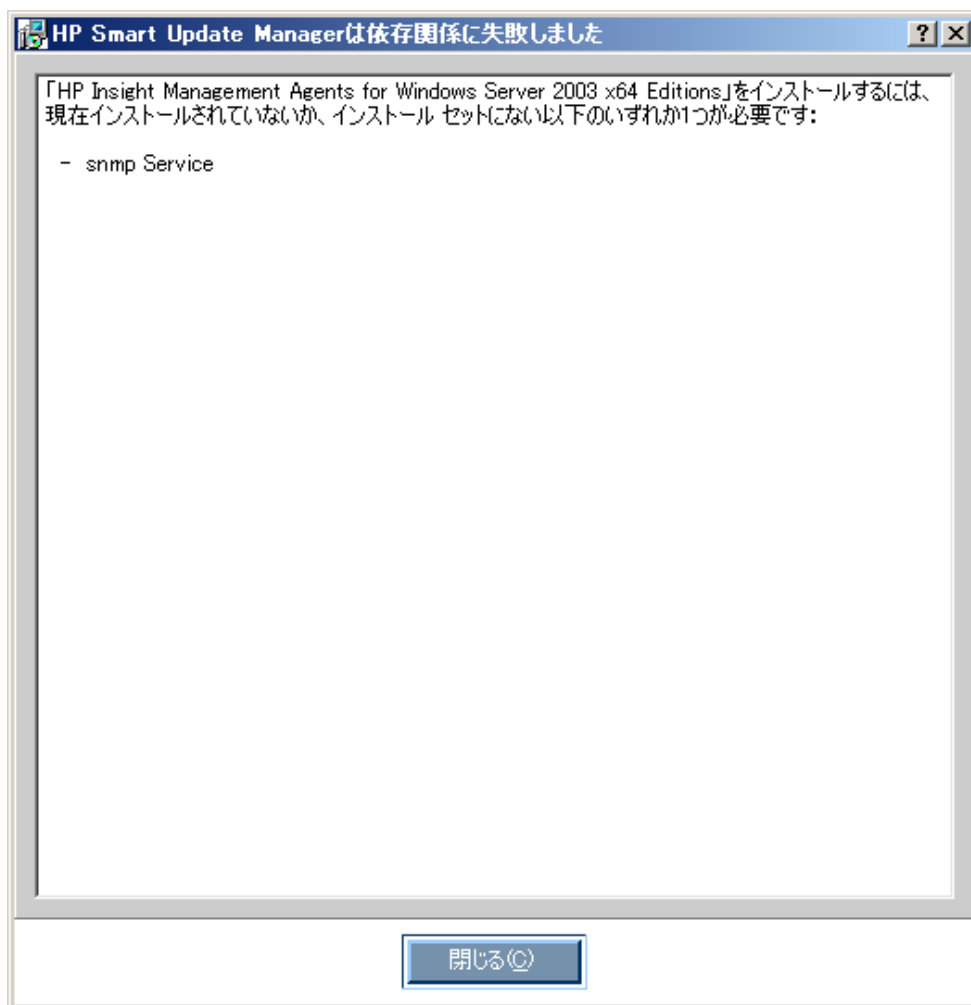 HP Smart Update Managerは依存関係に失敗しました
「HP Insight Management Agents for Windows Server 2003 x64 Editions」をインストールするには、
現在インストールされていないか、インストール セットにない以下のいずれか1つが必要です:
- snmp Service
閉じる(C)